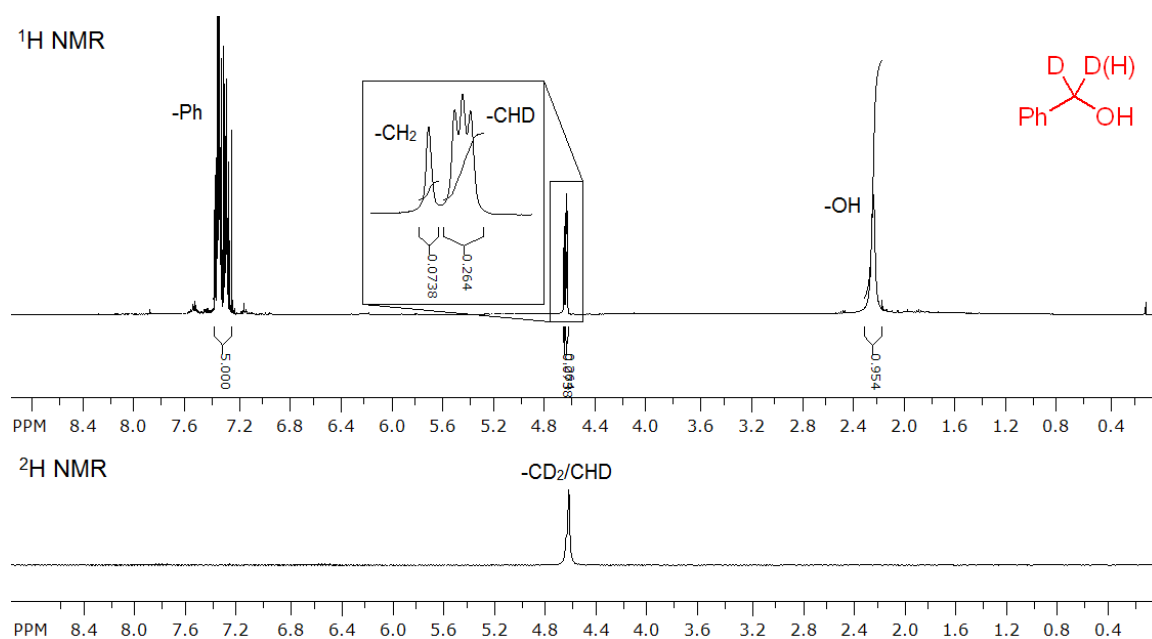 ¹H NMR
D D(H)
Ph OH
-Ph
-CH₂
-CHD
-OH
0.0738
0.264
5.000
0.954
PPM 8.4 8.0 7.6 7.2 6.8 6.4 6.0 5.6 5.2 4.8 4.4 4.0 3.6 3.2 2.8 2.4 2.0 1.6 1.2 0.8 0.4
²H NMR
-CD₂/CHD
PPM 8.4 8.0 7.6 7.2 6.8 6.4 6.0 5.6 5.2 4.8 4.4 4.0 3.6 3.2 2.8 2.4 2.0 1.6 1.2 0.8 0.4